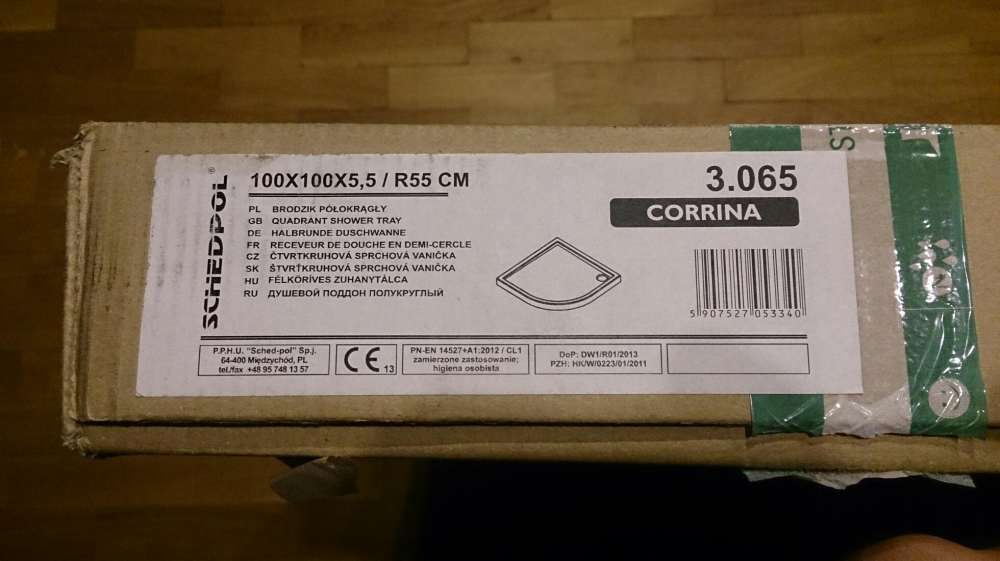 SCHEDPOL
100X100X5,5 / R55 CM
3.065
CORRINA
PL BRODZIK PÓŁOKRĄGŁY
GB QUADRANT SHOWER TRAY
DE HALBRUNDE DUSCHWANNE
FR RECEVEUR DE DOUCHE EN DEMI-CERCLE
CZ ČTVRTKRUHOVÁ SPRCHOVÁ VANIČKA
SK ŠTVRŤKRUHOVÁ SPRCHOVÁ VANIČKA
HU FÉLKÖRÍVES ZUHANYTÁLCA
RU ДУШЕВОЙ ПОДДОН ПОЛУКРУГЛЫЙ
5 907527 053340
P.P.H.U. "Sched-pol" Sp.j.
64-400 Międzychód, PL
tel./fax +48 95 748 13 57
CE 13
PN-EN 14527+A1:2012 / CL1
zamierzone zastosowanie:
higiena osobista
DoP: DW1/R01/2013
PZH: HK/W/0223/01/2011